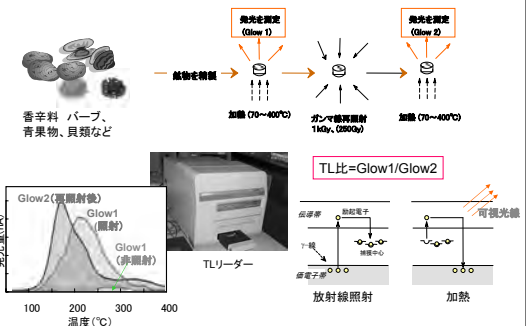 発光を測定
(Glow 1)
発光を測定
(Glow 2)
鉱物を精製
加熱(70～400℃)
ガンマ線再照射
1kGy、(250Gy)
加熱(70～400℃)
香辛料 バーブ、
青果物、貝類など
TL比=Glow1/Glow2
Glow2(再照射後)
Glow1
(照射)
Glow1
(非照射)
100 200 300 400
温度(℃)
TLリーダー
伝導帯
励起電子
捕獲中心
γ-線
価電子帯
放射線照射
可視光線
加熱